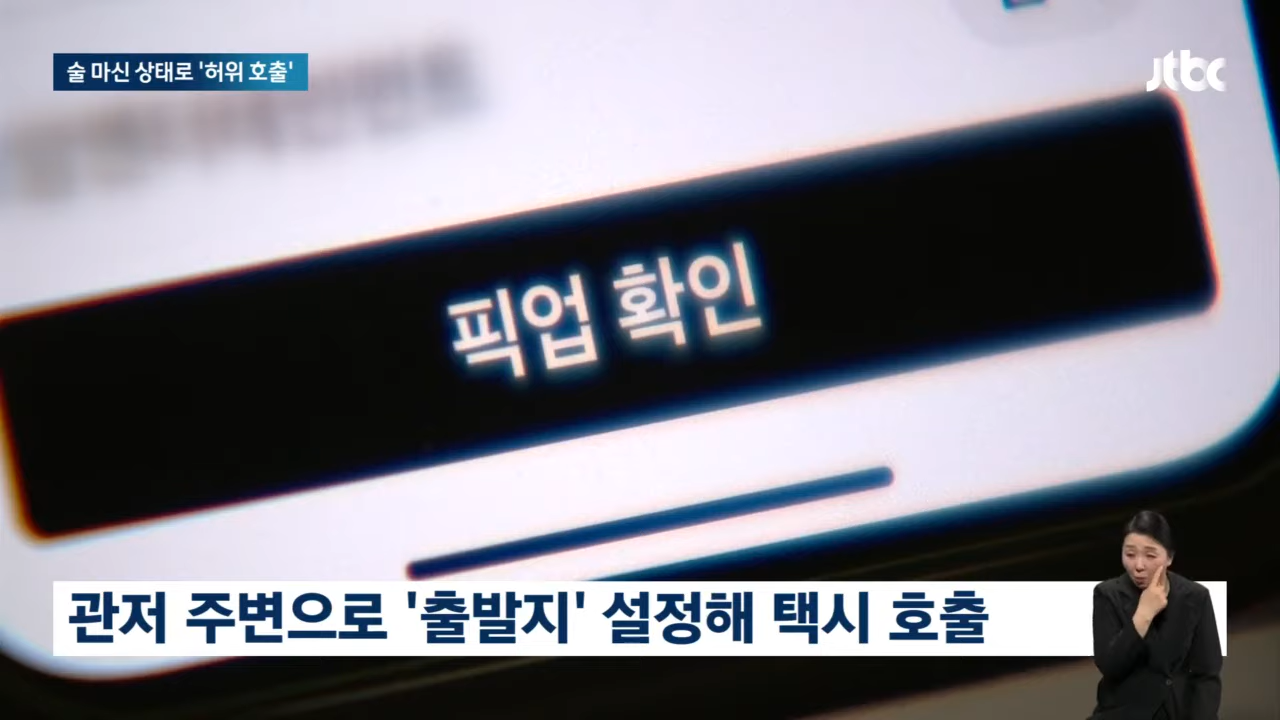 술 마신 상태로 '허위 호출'
jtbc
픽업 확인
관저 주변으로 '출발지' 설정해 택시 호출